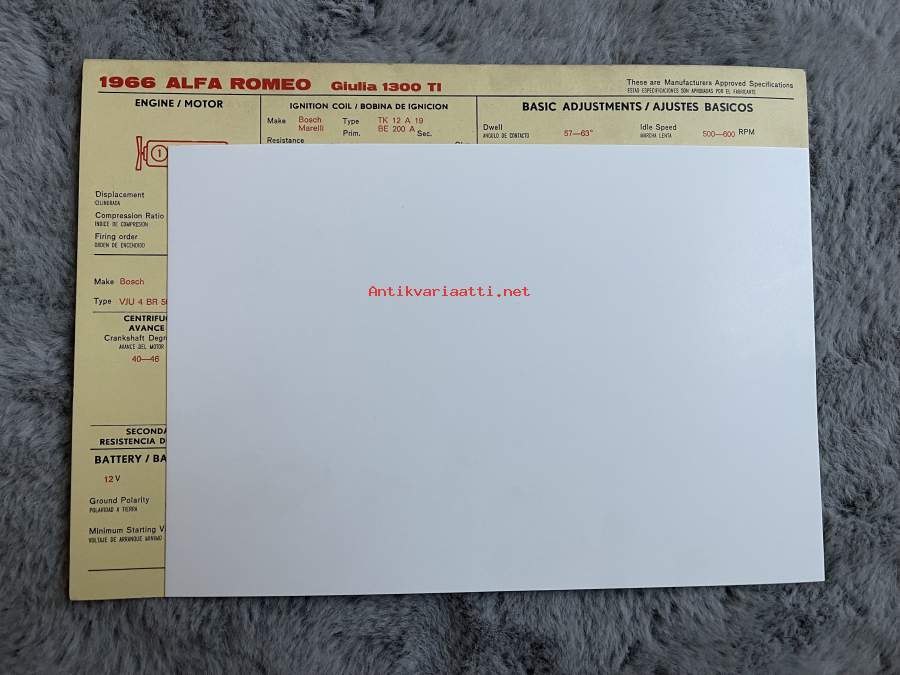 1966 ALFA ROMEO Giulia 1300 TI
These are Manufacturers Approved Specifications
ESTAS ESPECIFICACIONES SON APROBADAS POR EL FABRICANTE
ENGINE / MOTOR
1
Displacement
CILINDRADA
Compression Ratio
INDICE DE COMPRESION
Firing order
ORDEN DE ENCENDIDO
IGNITION COIL / BOBINA DE IGNICION
Make Bosch Type TK 12 A 19
Marelli Prim. BE 200 A Sec.
Resistance
BASIC ADJUSTMENTS / AJUSTES BASICOS
Dwell 57—63° Idle Speed 500—600 RPM
ANGULO DE CONTACTO MARCHA LENTA
Make Bosch
Type VJU 4 BR
CENTRIFU
AVANCE
Crankshaft Degr
AVANCE DEL MOTOR
40—46
SECONDA
RESISTENCIA D
BATTERY / BA
12 V
Ground Polarity
POLARIDAD A TIERRA
Minimum Starting V
VOLTAJE DE ARRANQUE MINIMO
Antikvariaatti.net